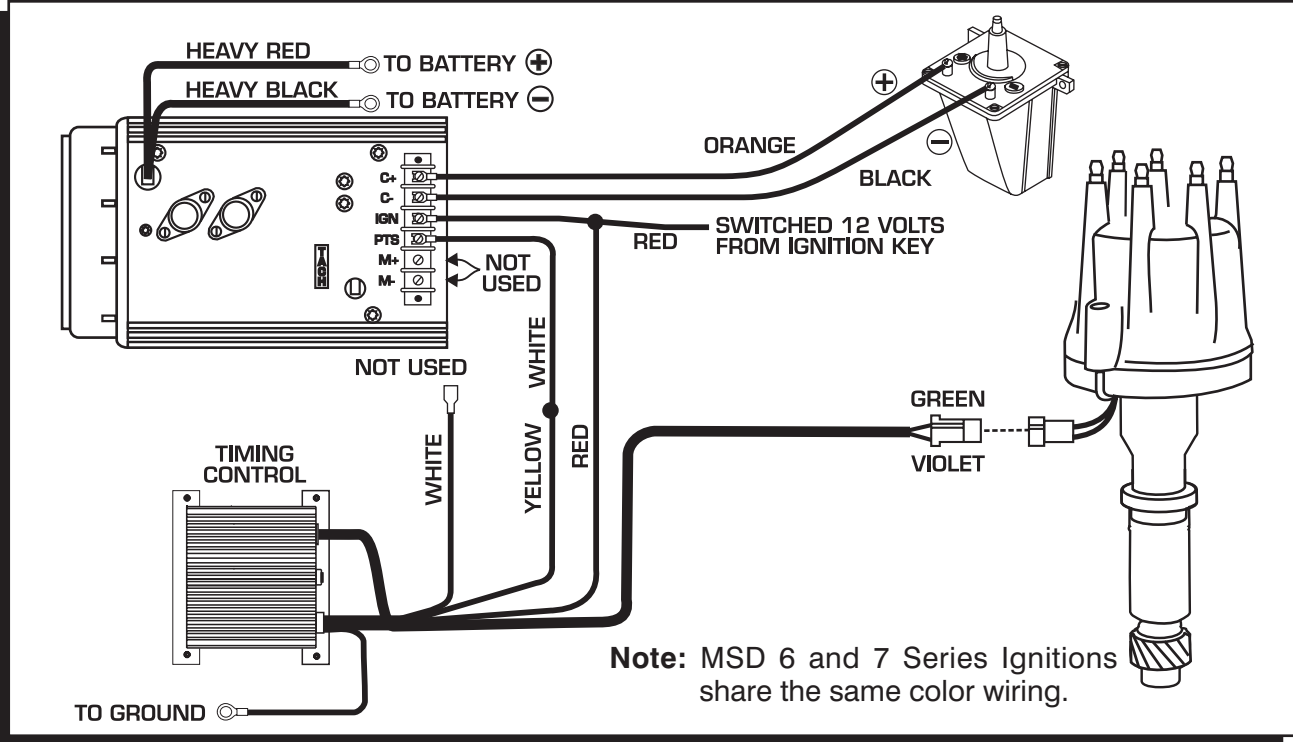 HEAVY RED
TO BATTERY +
HEAVY BLACK
TO BATTERY −
+
−
ORANGE
BLACK
C+
C-
IGN
PTS
M+
M-
TACH
NOT
USED
RED
SWITCHED 12 VOLTS
FROM IGNITION KEY
NOT USED
WHITE
WHITE
YELLOW
RED
GREEN
VIOLET
TIMING
CONTROL
TO GROUND
Note: MSD 6 and 7 Series Ignitions
share the same color wiring.